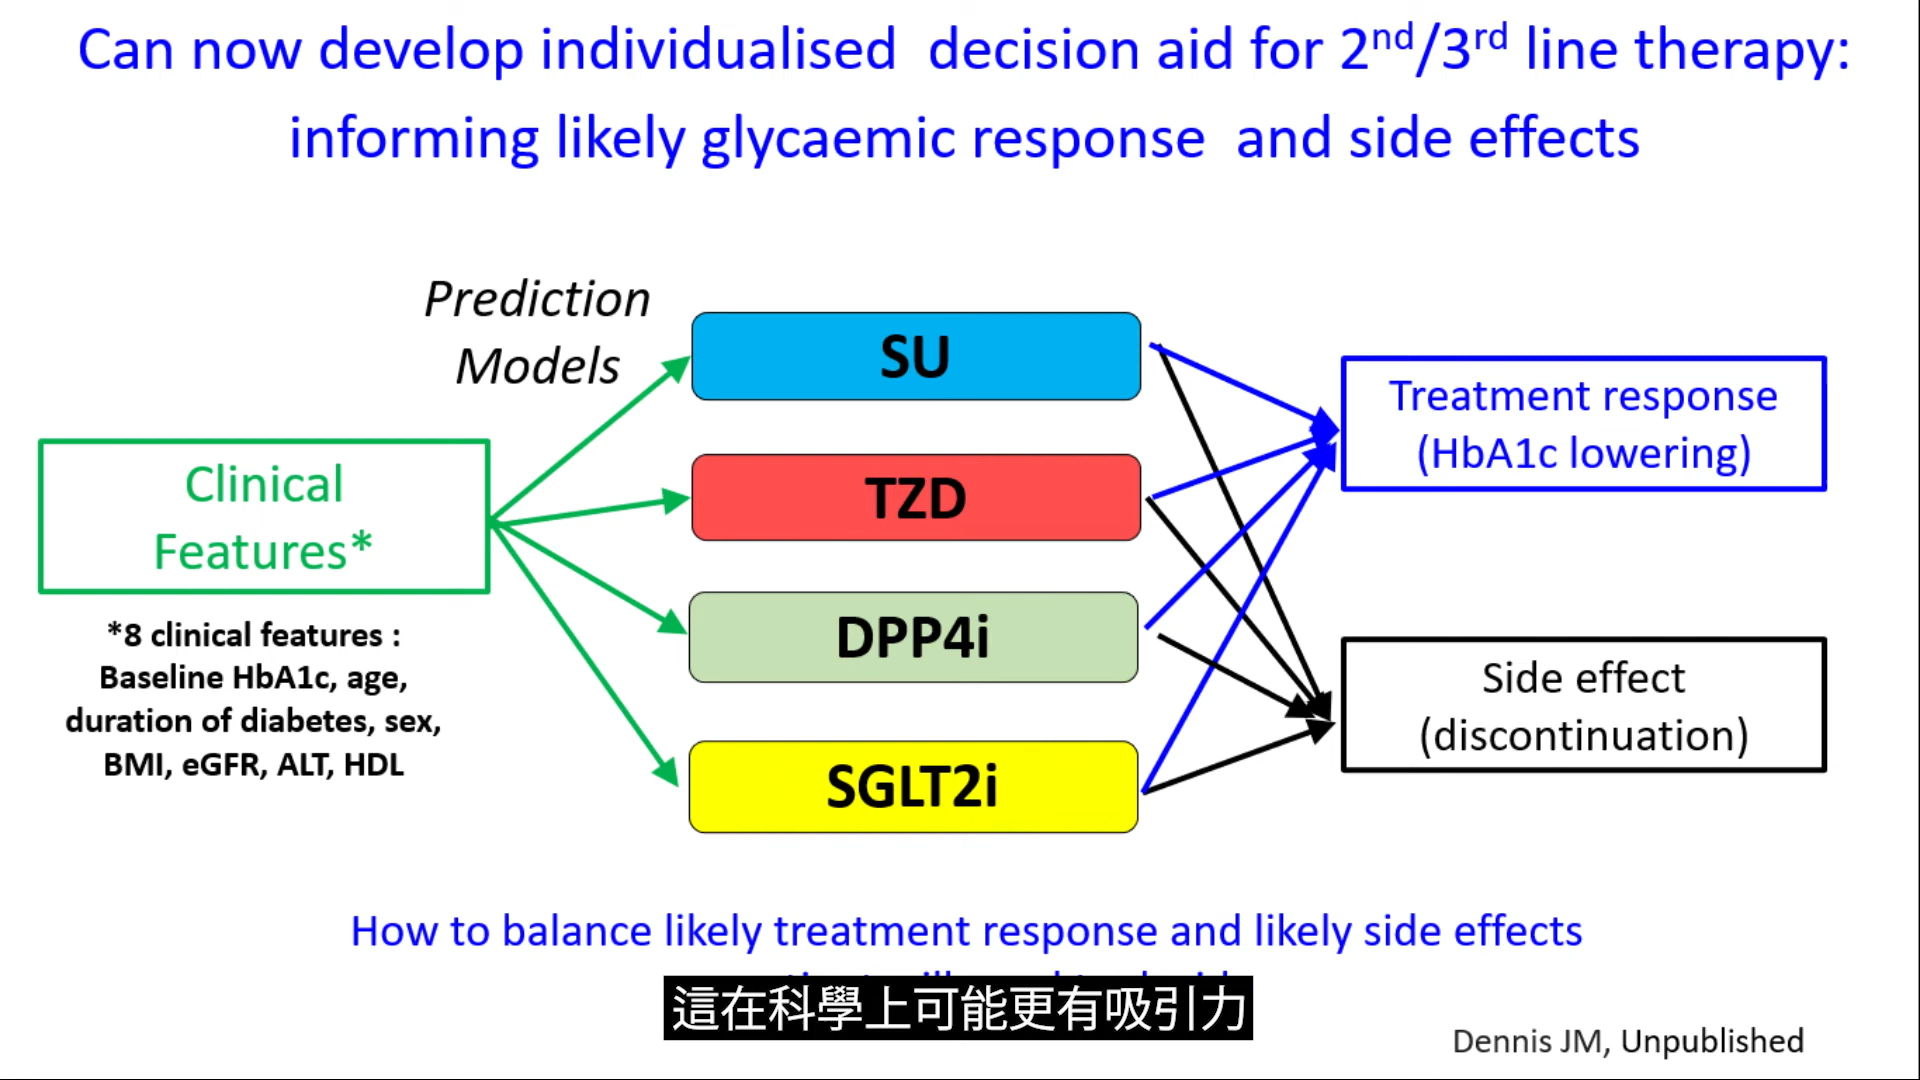 Can now develop individualised decision aid for 2nd/3rd line therapy:
informing likely glycaemic response and side effects
Prediction
Models
SU
TZD
DPP4i
SGLT2i
Clinical
Features*
*8 clinical features :
Baseline HbA1c, age,
duration of diabetes, sex,
BMI, eGFR, ALT, HDL
Treatment response
(HbA1c lowering)
Side effect
(discontinuation)
How to balance likely treatment response and likely side effects
這在科學上可能更有吸引力
Dennis JM, Unpublished